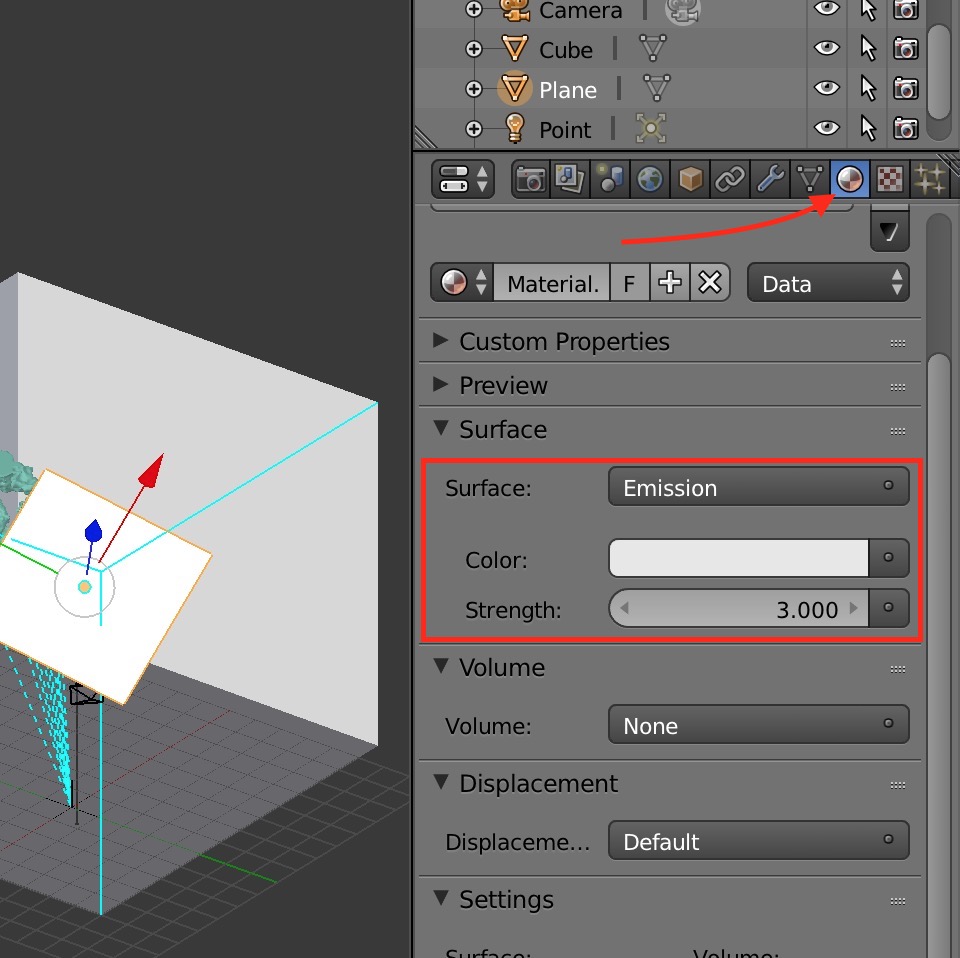 Camera
Cube
Plane
Point
Material. F Data
Custom Properties
Preview
Surface
Surface: Emission
Color:
Strength: 3.000
Volume
Volume: None
Displacement
Displaceme... Default
Settings
Surface: Volume: